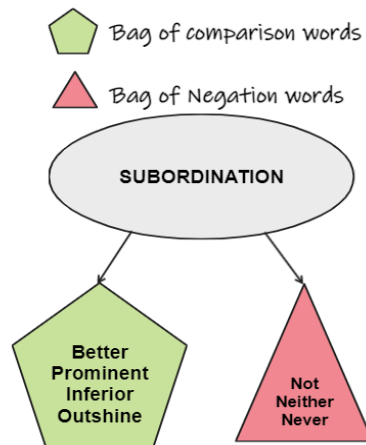 Bag of comparison words
Bag of Negation words
SUBORDINATION
Better
Prominent
Inferior
Outshine
Not
Neither
Never